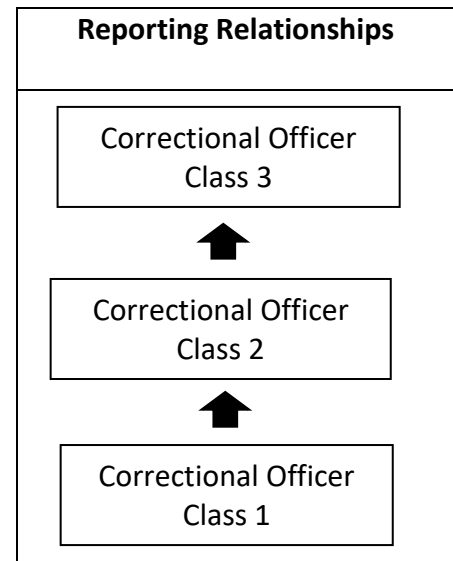 Reporting Relationships
Correctional Officer
Class 3
Correctional Officer
Class 2
Correctional Officer
Class 1